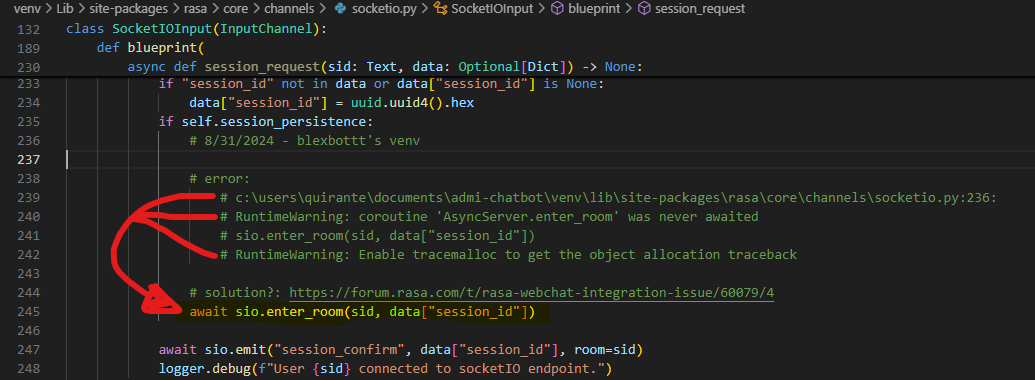 venv > Lib > site-packages > rasa > core > channels > socketio.py > SocketIOInput > blueprint > session_request
132 class SocketIOInput(InputChannel):
189 def blueprint(
230 async def session_request(sid: Text, data: Optional[Dict]) -> None:
233 if "session_id" not in data or data["session_id"] is None:
234 data["session_id"] = uuid.uuid4().hex
235 if self.session_persistence:
236 # 8/31/2024 - blexbottt's venv
237
238 # error:
239 # c:\users\quirante\documents\admi-chatbot\venv\lib\site-packages\rasa\core\channels\socketio.py:236:
240 # RuntimeWarning: coroutine 'AsyncServer.enter_room' was never awaited
241 # sio.enter_room(sid, data["session_id"])
242 # RuntimeWarning: Enable tracemalloc to get the object allocation traceback
243
244 # solution?: https://forum.rasa.com/t/rasa-webchat-integration-issue/60079/4
245 await sio.enter_room(sid, data["session_id"])
246
247 await sio.emit("session_confirm", data["session_id"], room=sid)
248 logger.debug(f"User {sid} connected to socketIO endpoint.")